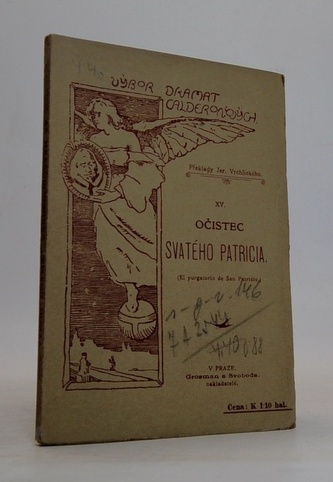 VÝBOR DRAMAT
CALDERONOVÝCH.
Překlady Jar. Vrchlického.
XV.
OČISTEC
SVATÉHO PATRICIA.
(El purgatorio de San Patricio.)
146
V PRAZE.
Grosman a Svoboda.
nakladatelé.
Cena: K 1·10 hal.